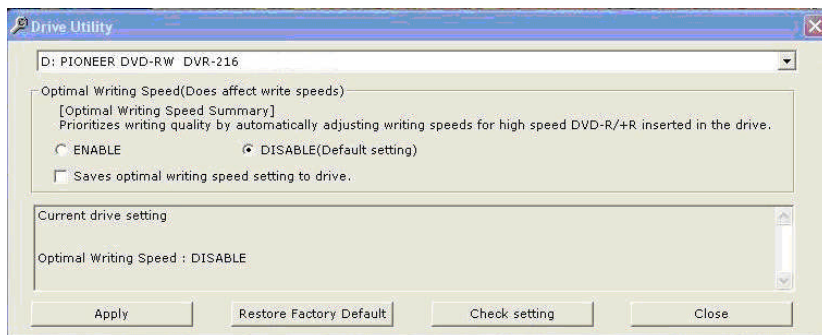 Drive Utility
D: PIONEER DVD-RW  DVR-216
Optimal Writing Speed(Does affect write speeds)
[Optimal Writing Speed Summary]
Prioritizes writing quality by automatically adjusting writing speeds for high speed DVD-R/+R inserted in the drive.
ENABLE DISABLE(Default setting)
Saves optimal writing speed setting to drive.
Current drive setting
Optimal Writing Speed : DISABLE
Apply Restore Factory Default Check setting Close